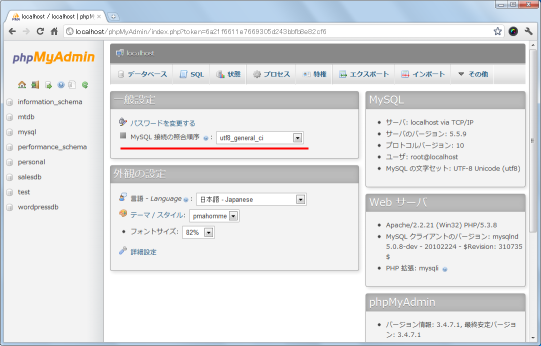 localhost / localhost | phpM
localhost/phpMyAdmin/index.php?token=6a21f6611e7669305d243bbfb8e82cf6
phpMyAdmin
information_schema
mtdb
mysql
performance_schema
personal
salesdb
test
wordpressdb
localhost
データベース SQL 状態 プロセス 特権 エクスポート インポート その他
一般設定
パスワードを変更する
MySQL 接続の照合順序 : utf8_general_ci
外観の設定
言語 - Language : 日本語 - Japanese
テーマ / スタイル: pmahomme
フォントサイズ: 82%
詳細設定
MySQL
サーバ: localhost via TCP/IP
サーバのバージョン: 5.5.9
プロトコルバージョン: 10
ユーザ: root@localhost
MySQL の文字セット: UTF-8 Unicode (utf8)
Web サーバ
Apache/2.2.21 (Win32) PHP/5.3.8
MySQL クライアントのバージョン: mysqlnd
5.0.8-dev - 20102224 - $Revision: 310735
$
PHP 拡張: mysqli
phpMyAdmin
バージョン情報: 3.4.7.1, 最終安定バージョ
ン: 3.4.7.1